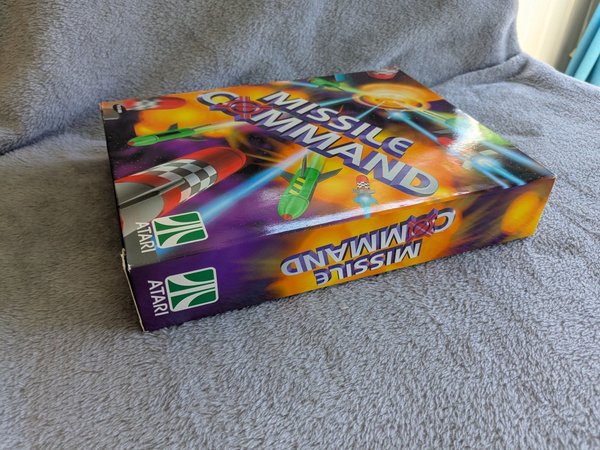 MISSILE
COMMAND
ATARI
MISSILE
COMMAND
ATARI